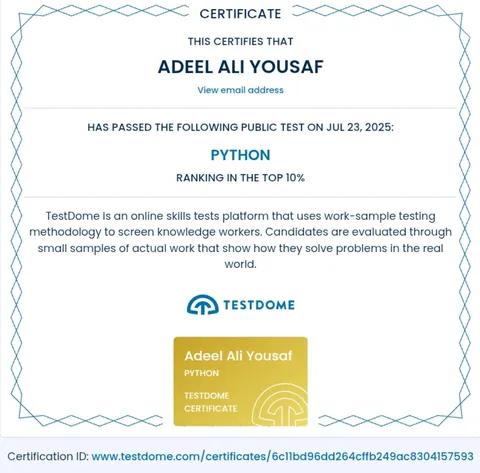 CERTIFICATE
THIS CERTIFIES THAT
ADEEL ALI YOUSAF
View email address
HAS PASSED THE FOLLOWING PUBLIC TEST ON JUL 23, 2025:
PYTHON
RANKING IN THE TOP 10%
TestDome is an online skills tests platform that uses work-sample testing
methodology to screen knowledge workers. Candidates are evaluated through
small samples of actual work that show how they solve problems in the real
world.
TESTDOME
Adeel Ali Yousaf
PYTHON
TESTDOME
CERTIFICATE
Certification ID: www.testdome.com/certificates/6c11bd96dd264cffb249ac8304157593